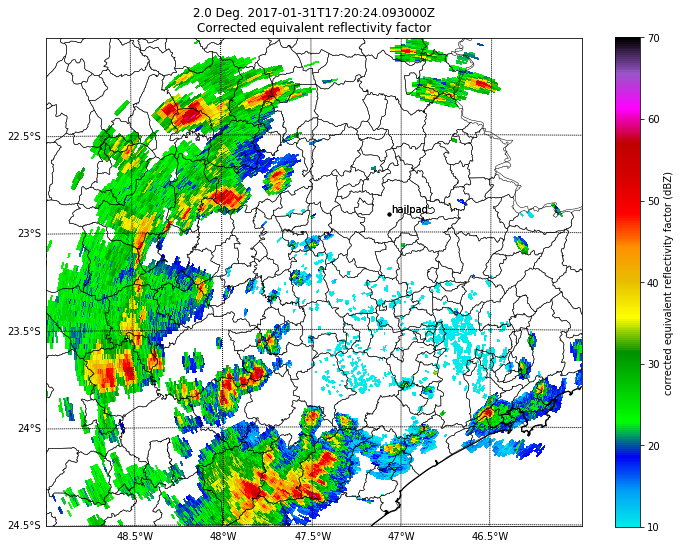 2.0 Deg. 2017-01-31T17:20:24.093000Z
Corrected equivalent reflectivity factor
22.5°S
23°S
23.5°S
24°S
24.5°S
48.5°W
48°W
47.5°W
47°W
46.5°W
hailpad
70
60
50
40
30
20
10
corrected equivalent reflectivity factor (dBZ)